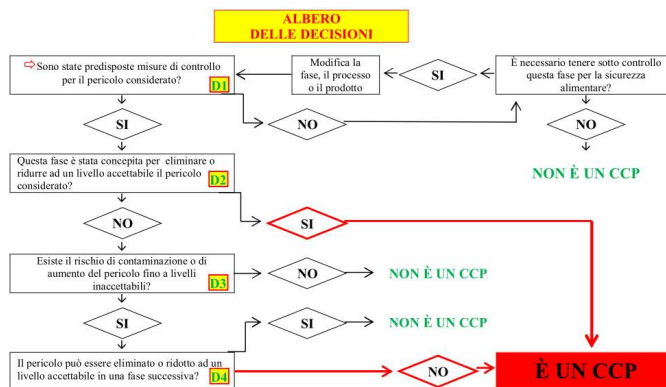 ALBERO
DELLE DECISIONI
⇨Sono state predisposte misure di controllo
per il pericolo considerato?
D1
Modifica la
fase, il processo
o il prodotto
SI
È necessario tenere sotto controllo
questa fase per la sicurezza
alimentare?
SI
NO
NO
NON È UN CCP
Questa fase è stata concepita per eliminare o
ridurre ad un livello accettabile il pericolo
considerato?
D2
NO
SI
Esiste il rischio di contaminazione o di
aumento del pericolo fino a livelli
inaccettabili?
D3
NO
NON È UN CCP
SI
SI
NON È UN CCP
Il pericolo può essere eliminato o ridotto ad un
livello accettabile in una fase successiva?
D4
NO
È UN CCP